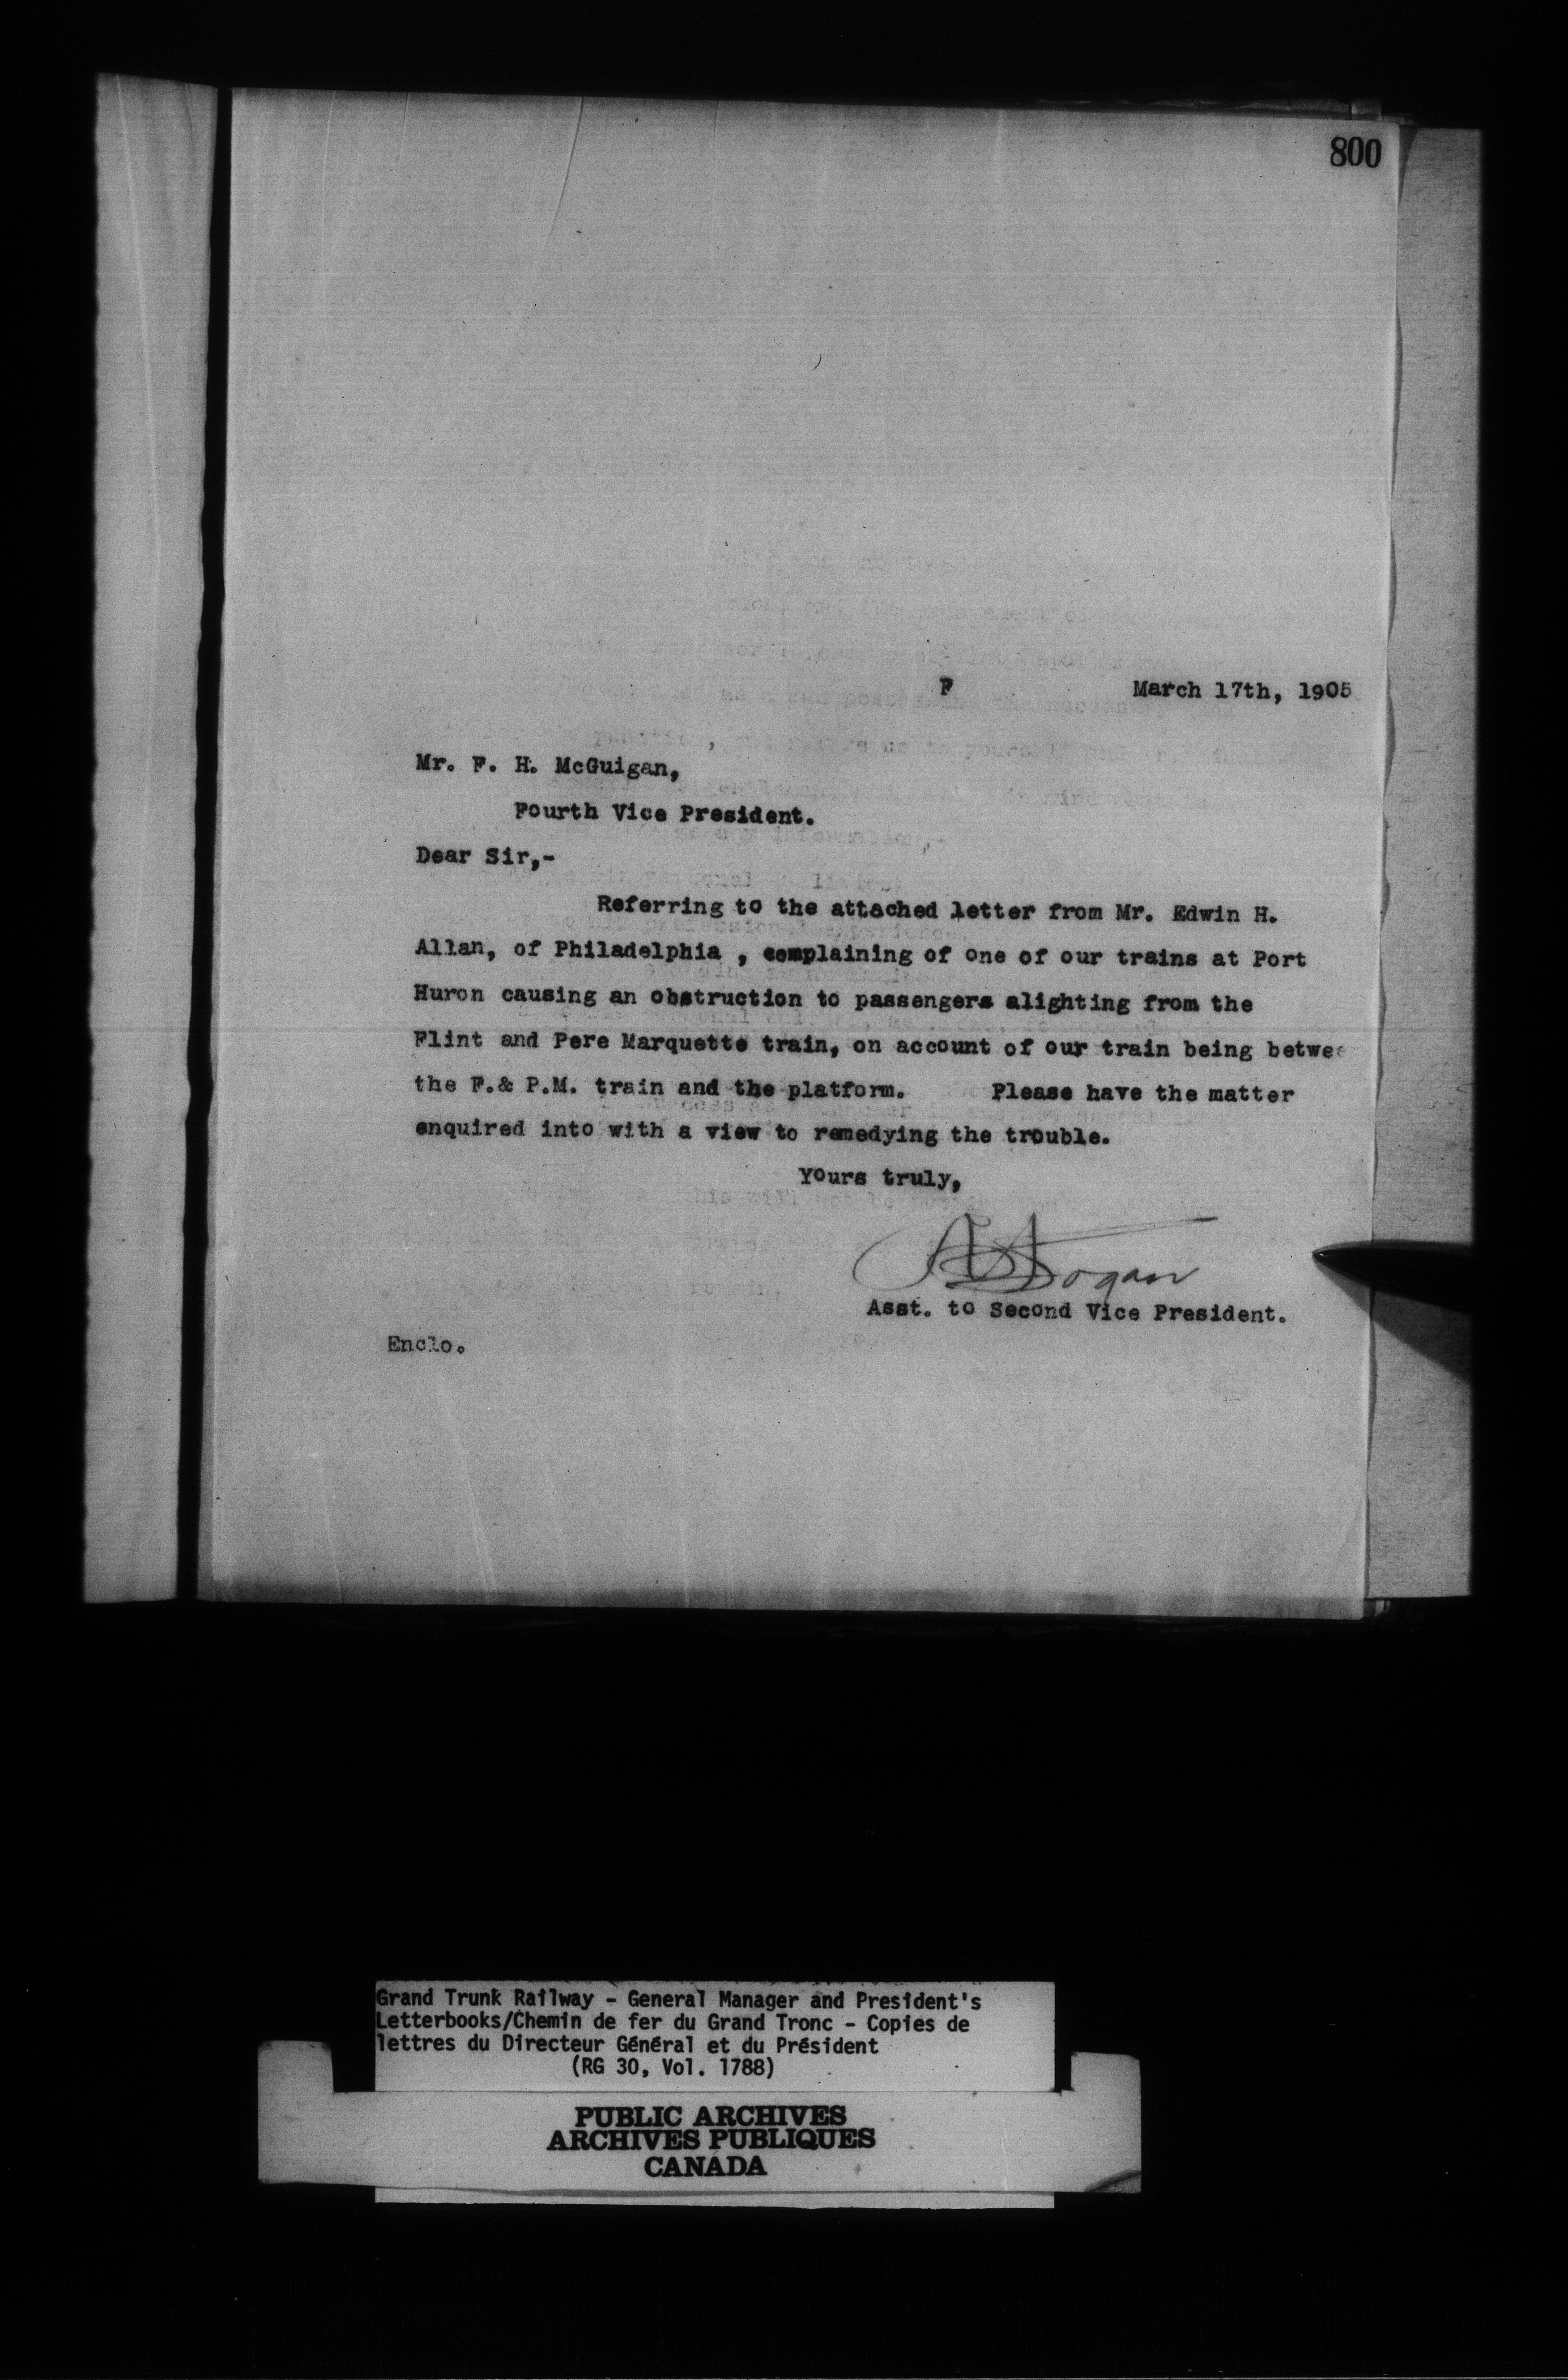 800
F March 17th, 1905
Mr. F. H. McGuigan,
Fourth Vice President.
Dear Sir,-
Referring to the attached letter from Mr. Edwin H.
Allan, of Philadelphia , complaining of one of our trains at Port
Huron causing an obstruction to passengers alighting from the
Flint and Pere Marquette train, on account of our train being betwee
the F.& P.M. train and the platform. Please have the matter
enquired into with a view to remedying the trouble.
Yours truly,
Asst. to Second Vice President.
Enclo.
Grand Trunk Railway - General Manager and President's
Letterbooks/Chemin de fer du Grand Tronc - Copies de
lettres du Directeur Général et du Président
(RG 30, Vol. 1788)
PUBLIC ARCHIVES
ARCHIVES PUBLIQUES
CANADA